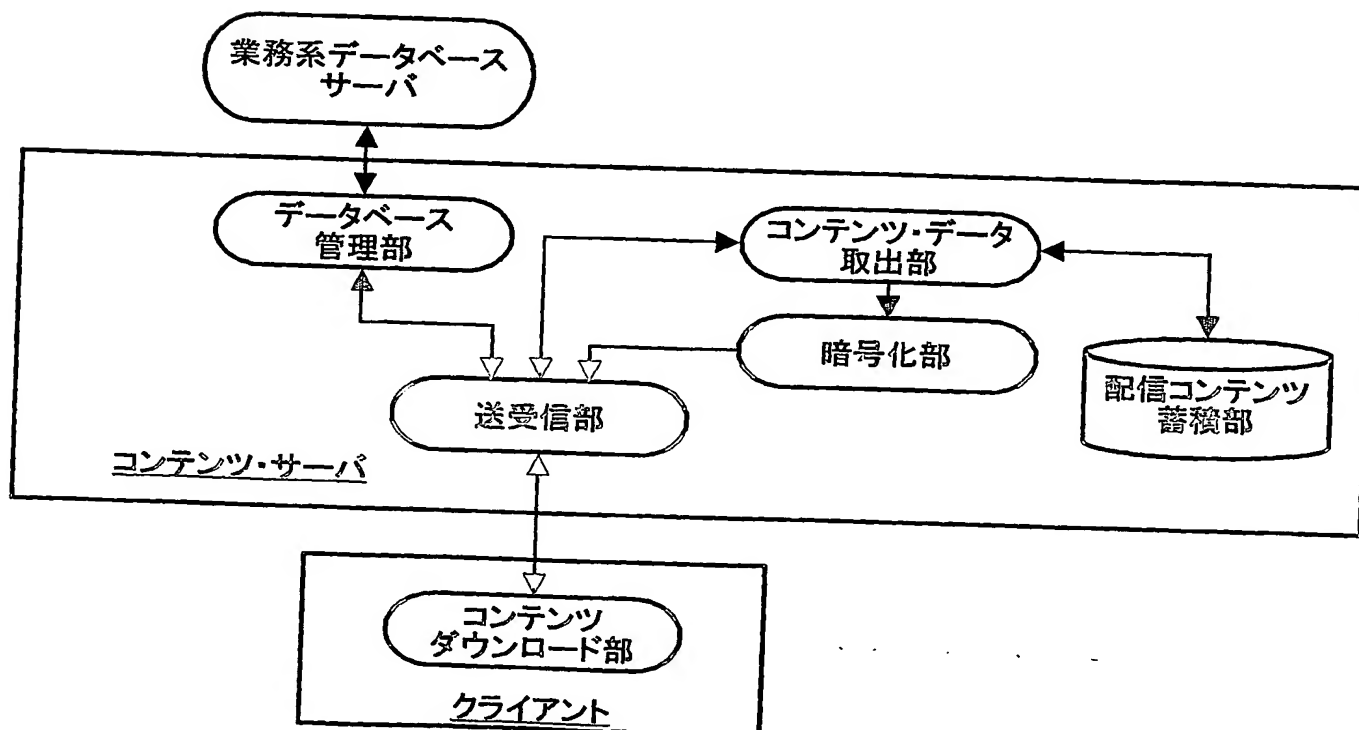 業務系データベース
サーバ
データベース
管理部
コンテンツ・データ
取出部
暗号化部
配信コンテンツ
蓄積部
送受信部
コンテンツ・サーバ
コンテンツ
ダウンロード部
クライアント